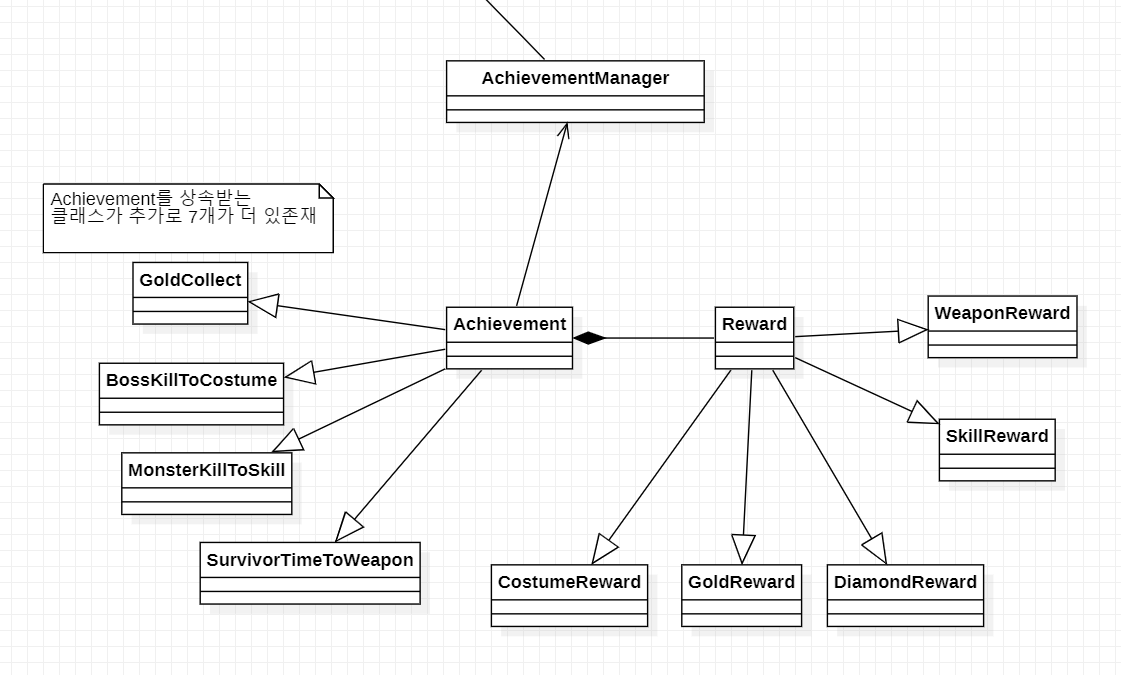 AchievementManager
Achievement를 상속받는
클래스가 추가로 7개가 더 있존재
GoldCollect
Achievement
Reward
WeaponReward
BossKillToCostume
SkillReward
MonsterKillToSkill
SurvivorTimeToWeapon
CostumeReward
GoldReward
DiamondReward